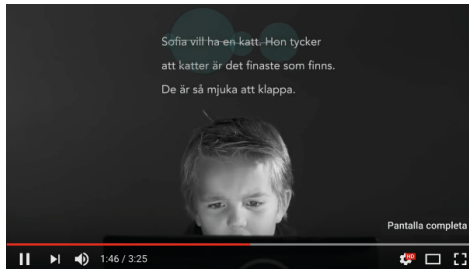 Sofia vill ha en katt. Hon tycker
att katter är det finaste som finns.
De är så mjuka att klappa.
Pantalla completa
1:46 / 3:25
HD